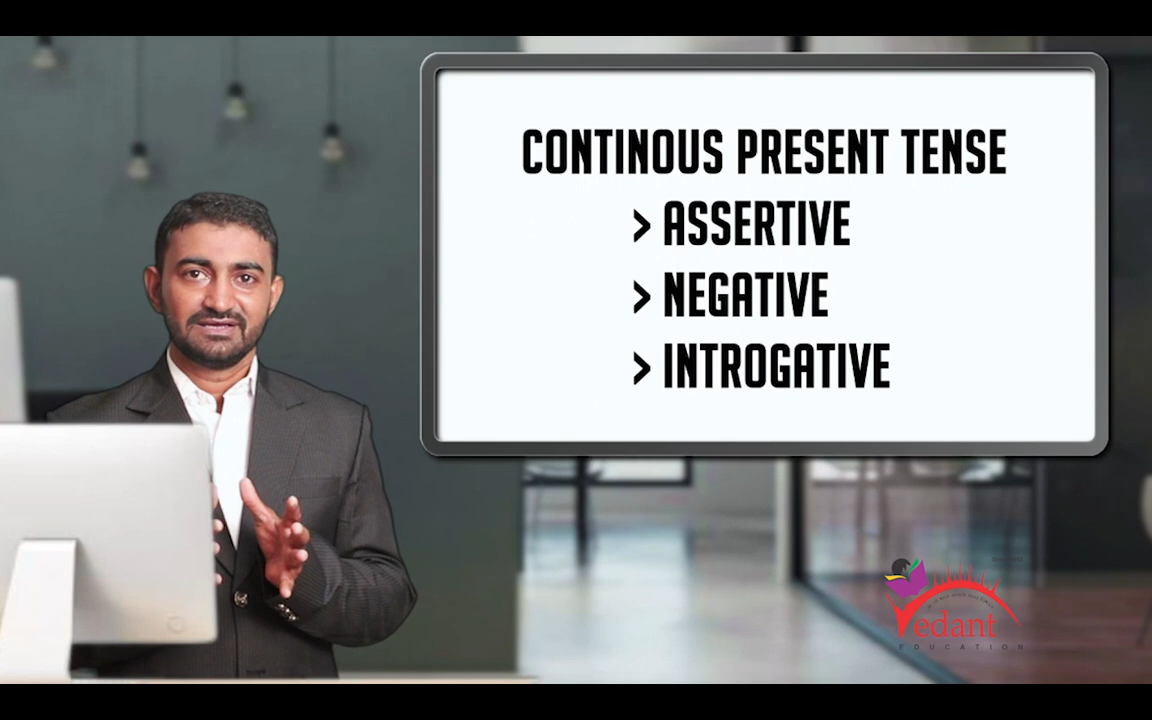 CONTINOUS PRESENT TENSE
> ASSERTIVE
> NEGATIVE
> INTROGATIVE
Vedant
EDUCATION